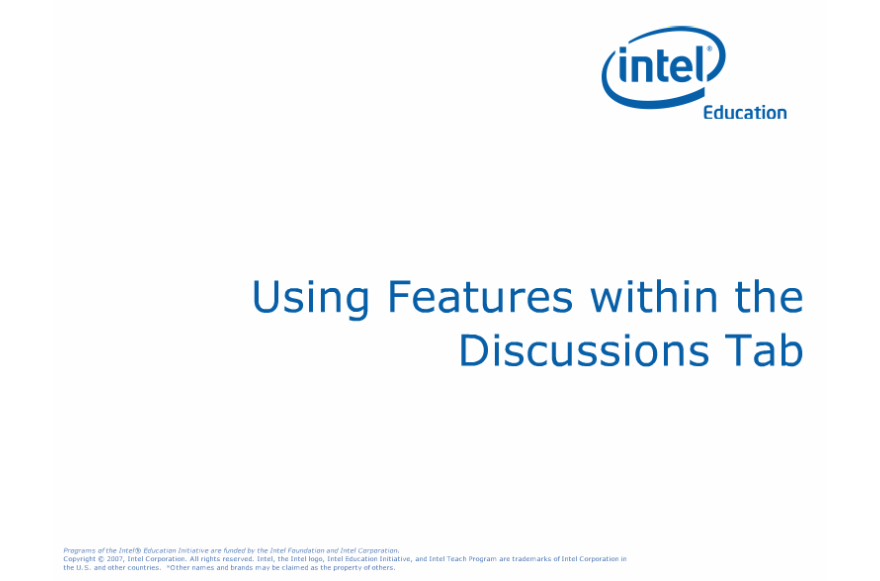 intel®
Education
Using Features within the
Discussions Tab
Programs of the Intel® Education Initiative are funded by the Intel Foundation and Intel Corporation.
Copyright © 2007, Intel Corporation. All rights reserved. Intel, the Intel logo, Intel Education Initiative, and Intel Teach Program are trademarks of Intel Corporation in
the U.S. and other countries. *Other names and brands may be claimed as the property of others.